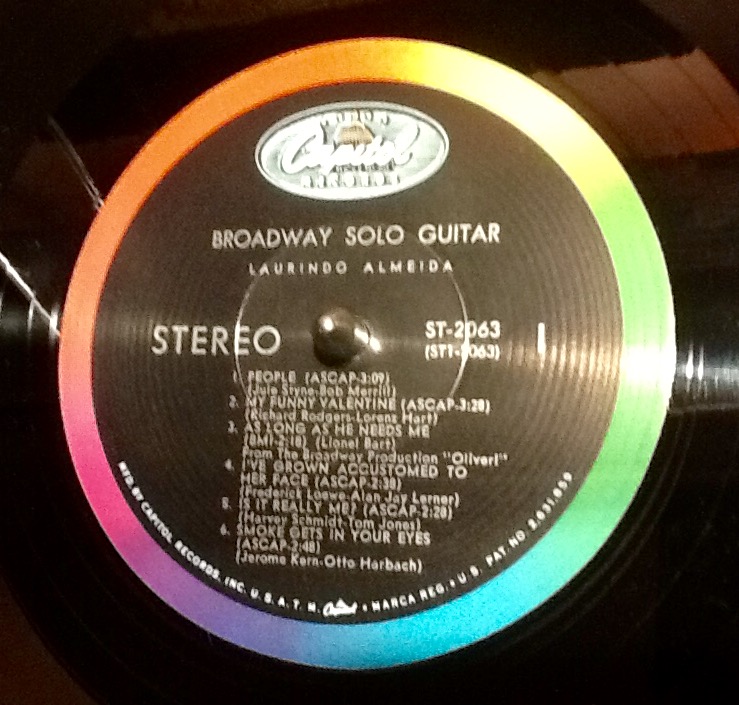 Capitol
RECORDS
BROADWAY SOLO GUITAR
LAURINDO ALMEIDA
STEREO
ST-2063
(ST1-2063)
1
1. PEOPLE (ASCAP-3:09)
(Jule Styne-Bob Merrill)
2. MY FUNNY VALENTINE (ASCAP-3:28)
(Richard Rodgers-Lorenz Hart)
3. AS LONG AS HE NEEDS ME
(BMI-2:18) (Lionel Bart)
From The Broadway Production "Oliver!"
4. I'VE GROWN ACCUSTOMED TO
HER FACE (ASCAP-2:38)
(Frederick Loewe-Alan Jay Lerner)
5. IS IT REALLY ME? (ASCAP-2:28)
(Harvey Schmidt-Tom Jones)
6. SMOKE GETS IN YOUR EYES
(ASCAP-2:48)
(Jerome Kern-Otto Harbach)
MFD. BY CAPITOL RECORDS, INC. U.S.A. T.M. Capitol • MARCA REG. • U.S. PAT. NO. 2,631,859